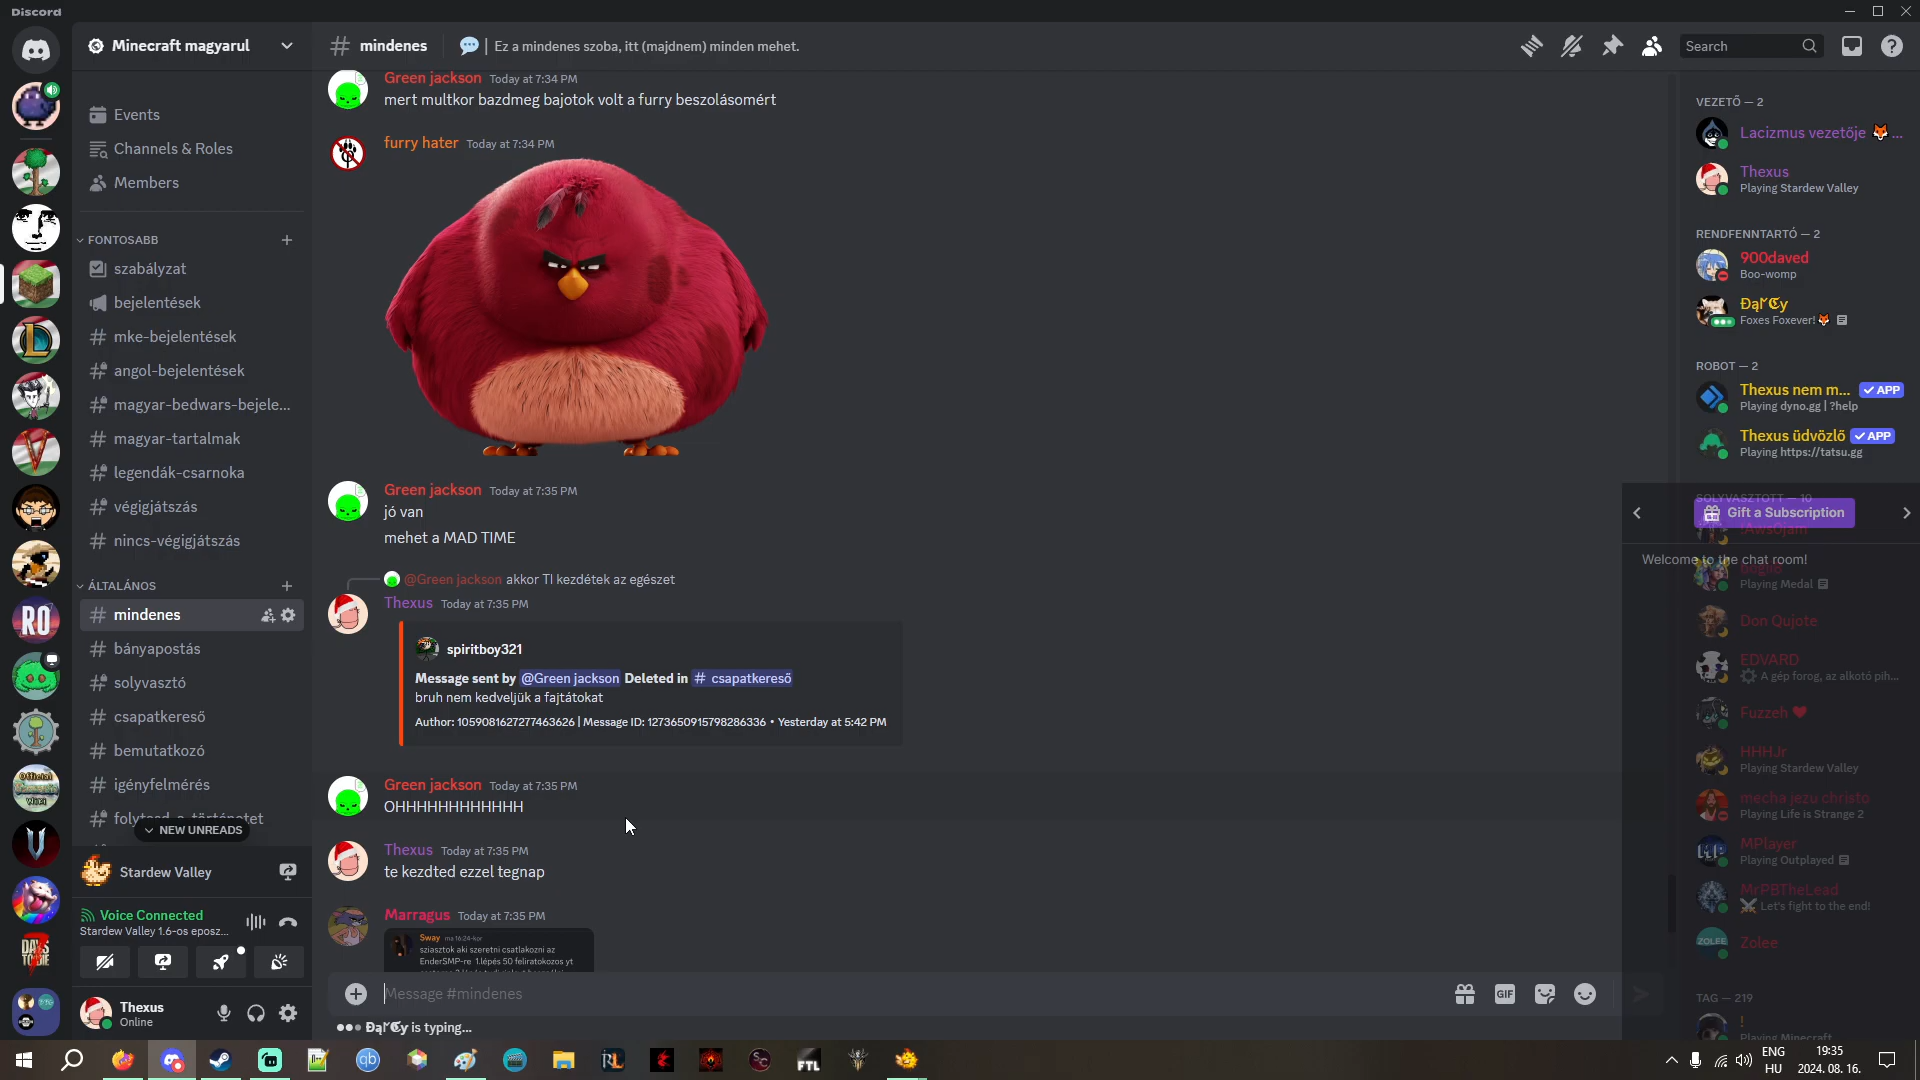 Discord
Minecraft magyarul
Events
Channels & Roles
Members
FONTOSABB
szabályzat
bejelentések
mke-bejelentések
angol-bejelentések
magyar-bedwars-bejele...
magyar-tartalmak
legendák-csarnoka
végigjátszás
nincs-végigjátszás
ÁLTALÁNOS
mindenes
bányapostás
solyvasztó
csapatkereső
bemutatkozó
igényfelmérés
NEW UNREADS
Stardew Valley
Voice Connected
Stardew Valley 1.6-os eposz...
Thexus
Online
mindenes
Ez a mindenes szoba, itt (majdnem) minden mehet.
Search
Green jackson Today at 7:34 PM
mert multkor bazdmeg bajotok volt a furry beszolásomért
furry hater Today at 7:34 PM
Green jackson Today at 7:35 PM
jó van
mehet a MAD TIME
@Green jackson akkor TI kezdétek az egészet
Thexus Today at 7:35 PM
spiritboy321
Message sent by @Green jackson Deleted in # csapatkereső
bruh nem kedveljük a fajtátokat
Author: 1059081627277463626 | Message ID: 1273650915798286336 • Yesterday at 5:42 PM
Green jackson Today at 7:35 PM
OHHHHHHHHHHHH
Thexus Today at 7:35 PM
te kezdted ezzel tegnap
Marragus Today at 7:35 PM
Sway ma 16:24-kor
sziasztok aki szeretni csatlakozni az
EnderSMP-re 1.lépés 50 feliratokozos yt
Message #mindenes
GIF
is typing...
VEZETŐ — 2
Lacizmus vezetője 🦊 ...
Thexus
Playing Stardew Valley
RENDFENNTARTÓ — 2
900daved
Boo-womp
Foxes Foxever! 🦊
ROBOT — 2
Thexus nem m... ✓ APP
Playing dyno.gg | ?help
Thexus üdvözlő ✓ APP
Playing https://tatsu.gg
SOLYVASZTOTT — 10
Gift a Subscription
Welcome to the chat room!
Playing Medal
Don Qujote
EDVARD
A gép forog, az alkotó pih...
Fuzzeh ❤
HHHJr
Playing Stardew Valley
mecha jezu christo
Playing Life is Strange 2
MPlayer
Playing Outplayed
MrPBTheLead
Let's fight to the end!
ZOLEE
Zolee
TAG — 219
!
Playing Minecraft
RO
FTL
ENG
HU
19:35
2024. 08. 16.